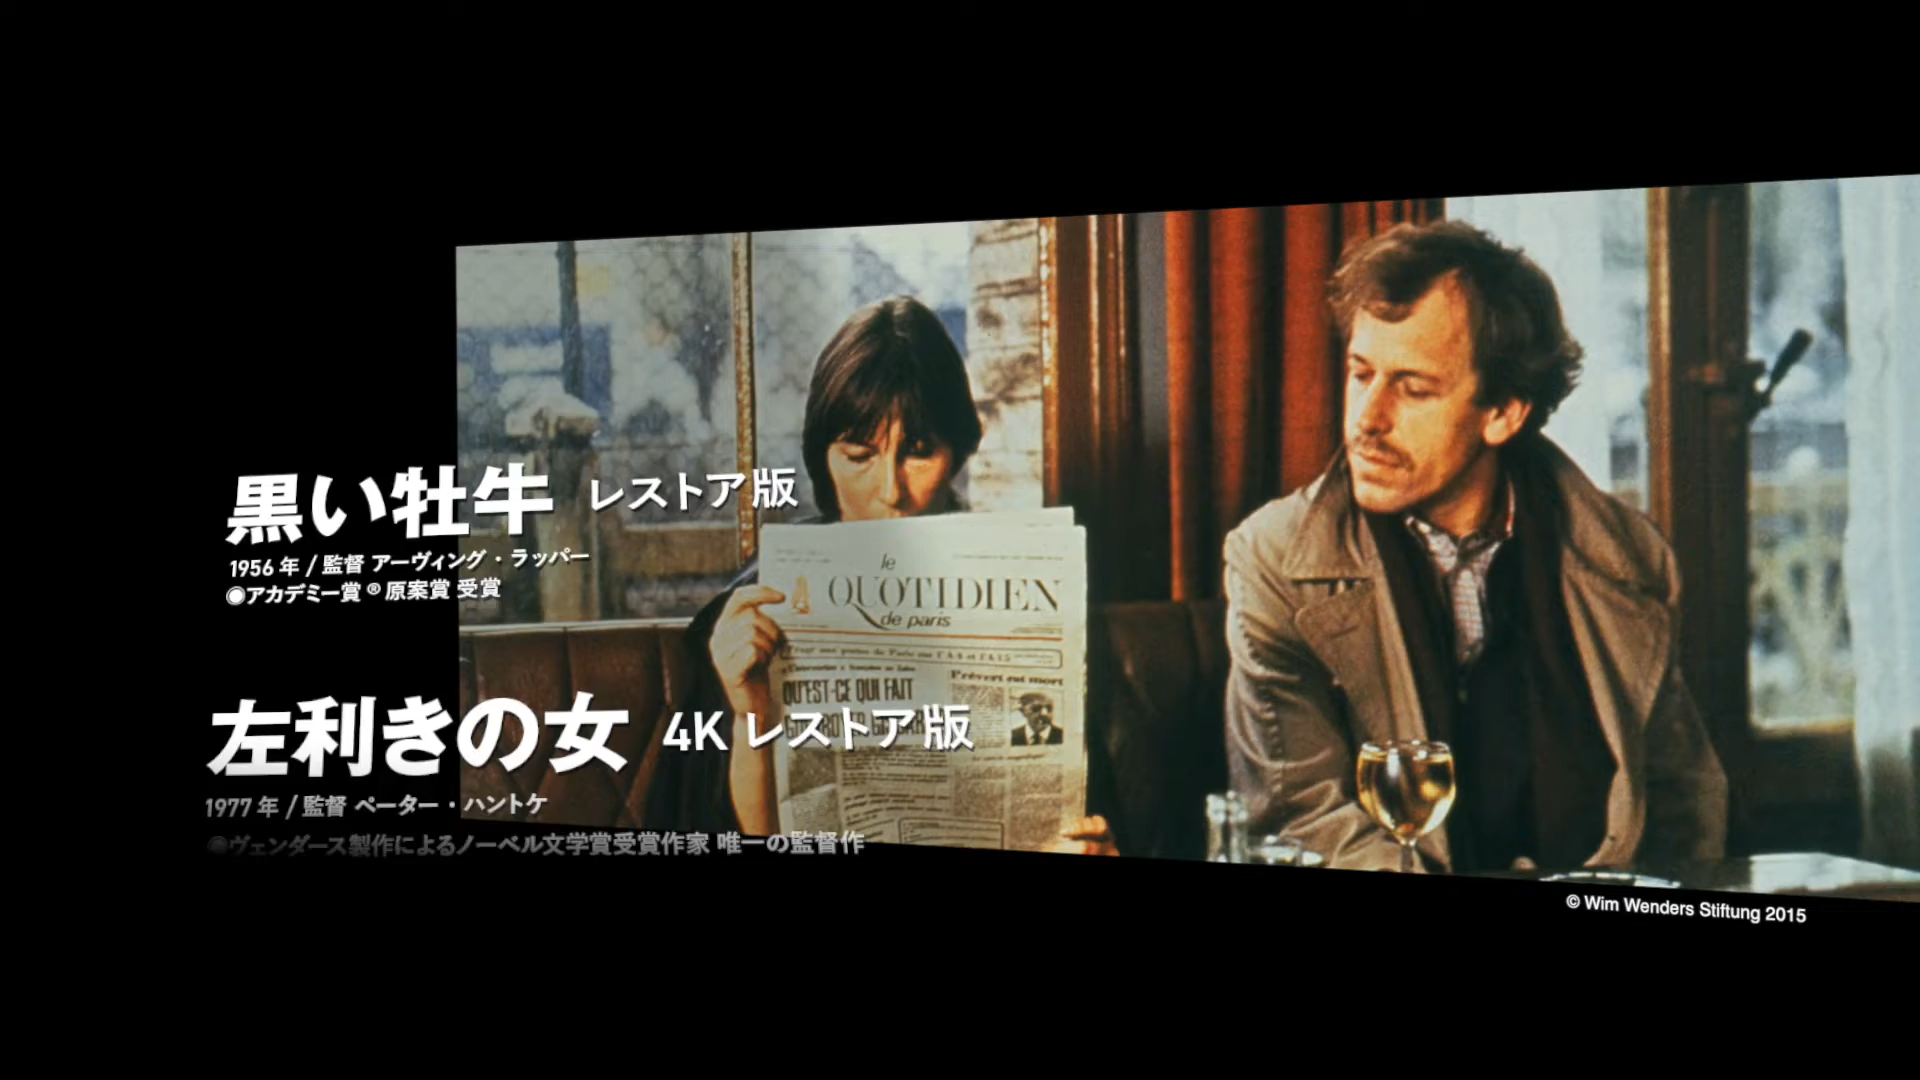 黒い牡牛 レストア版
1956年 / 監督 アーヴィング・ラッパー
◉アカデミー賞®原案賞 受賞
左利きの女 4K レストア版
1977年 / 監督 ペーター・ハントケ
◉ヴェンダース製作によるノーベル文学賞受賞作家 唯一の監督作
le
QUOTIDIEN
de paris
Prévert est mort
QU'EST-CE QUI FAIT
© Wim Wenders Stiftung 2015